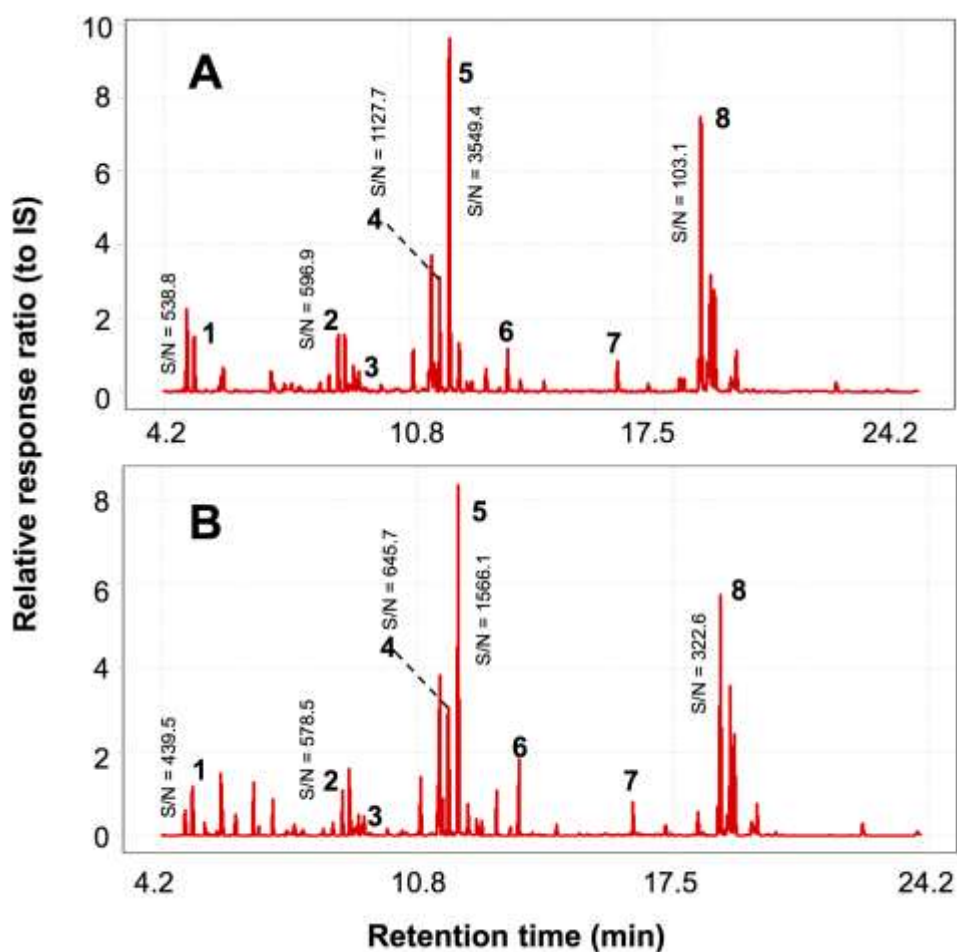 Relative response ratio (to IS)
10
8
6
4
2
0
A
S/N = 538.8
1
S/N = 596.9
2
3
4
S/N = 1127.7
5
S/N = 3549.4
6
7
S/N = 103.1
8
4.2
10.8
17.5
24.2
8
6
4
2
0
B
S/N = 439.5
1
S/N = 578.5
2
3
4
S/N = 645.7
5
S/N = 1566.1
6
7
S/N = 322.6
8
4.2
10.8
17.5
24.2
Retention time (min)